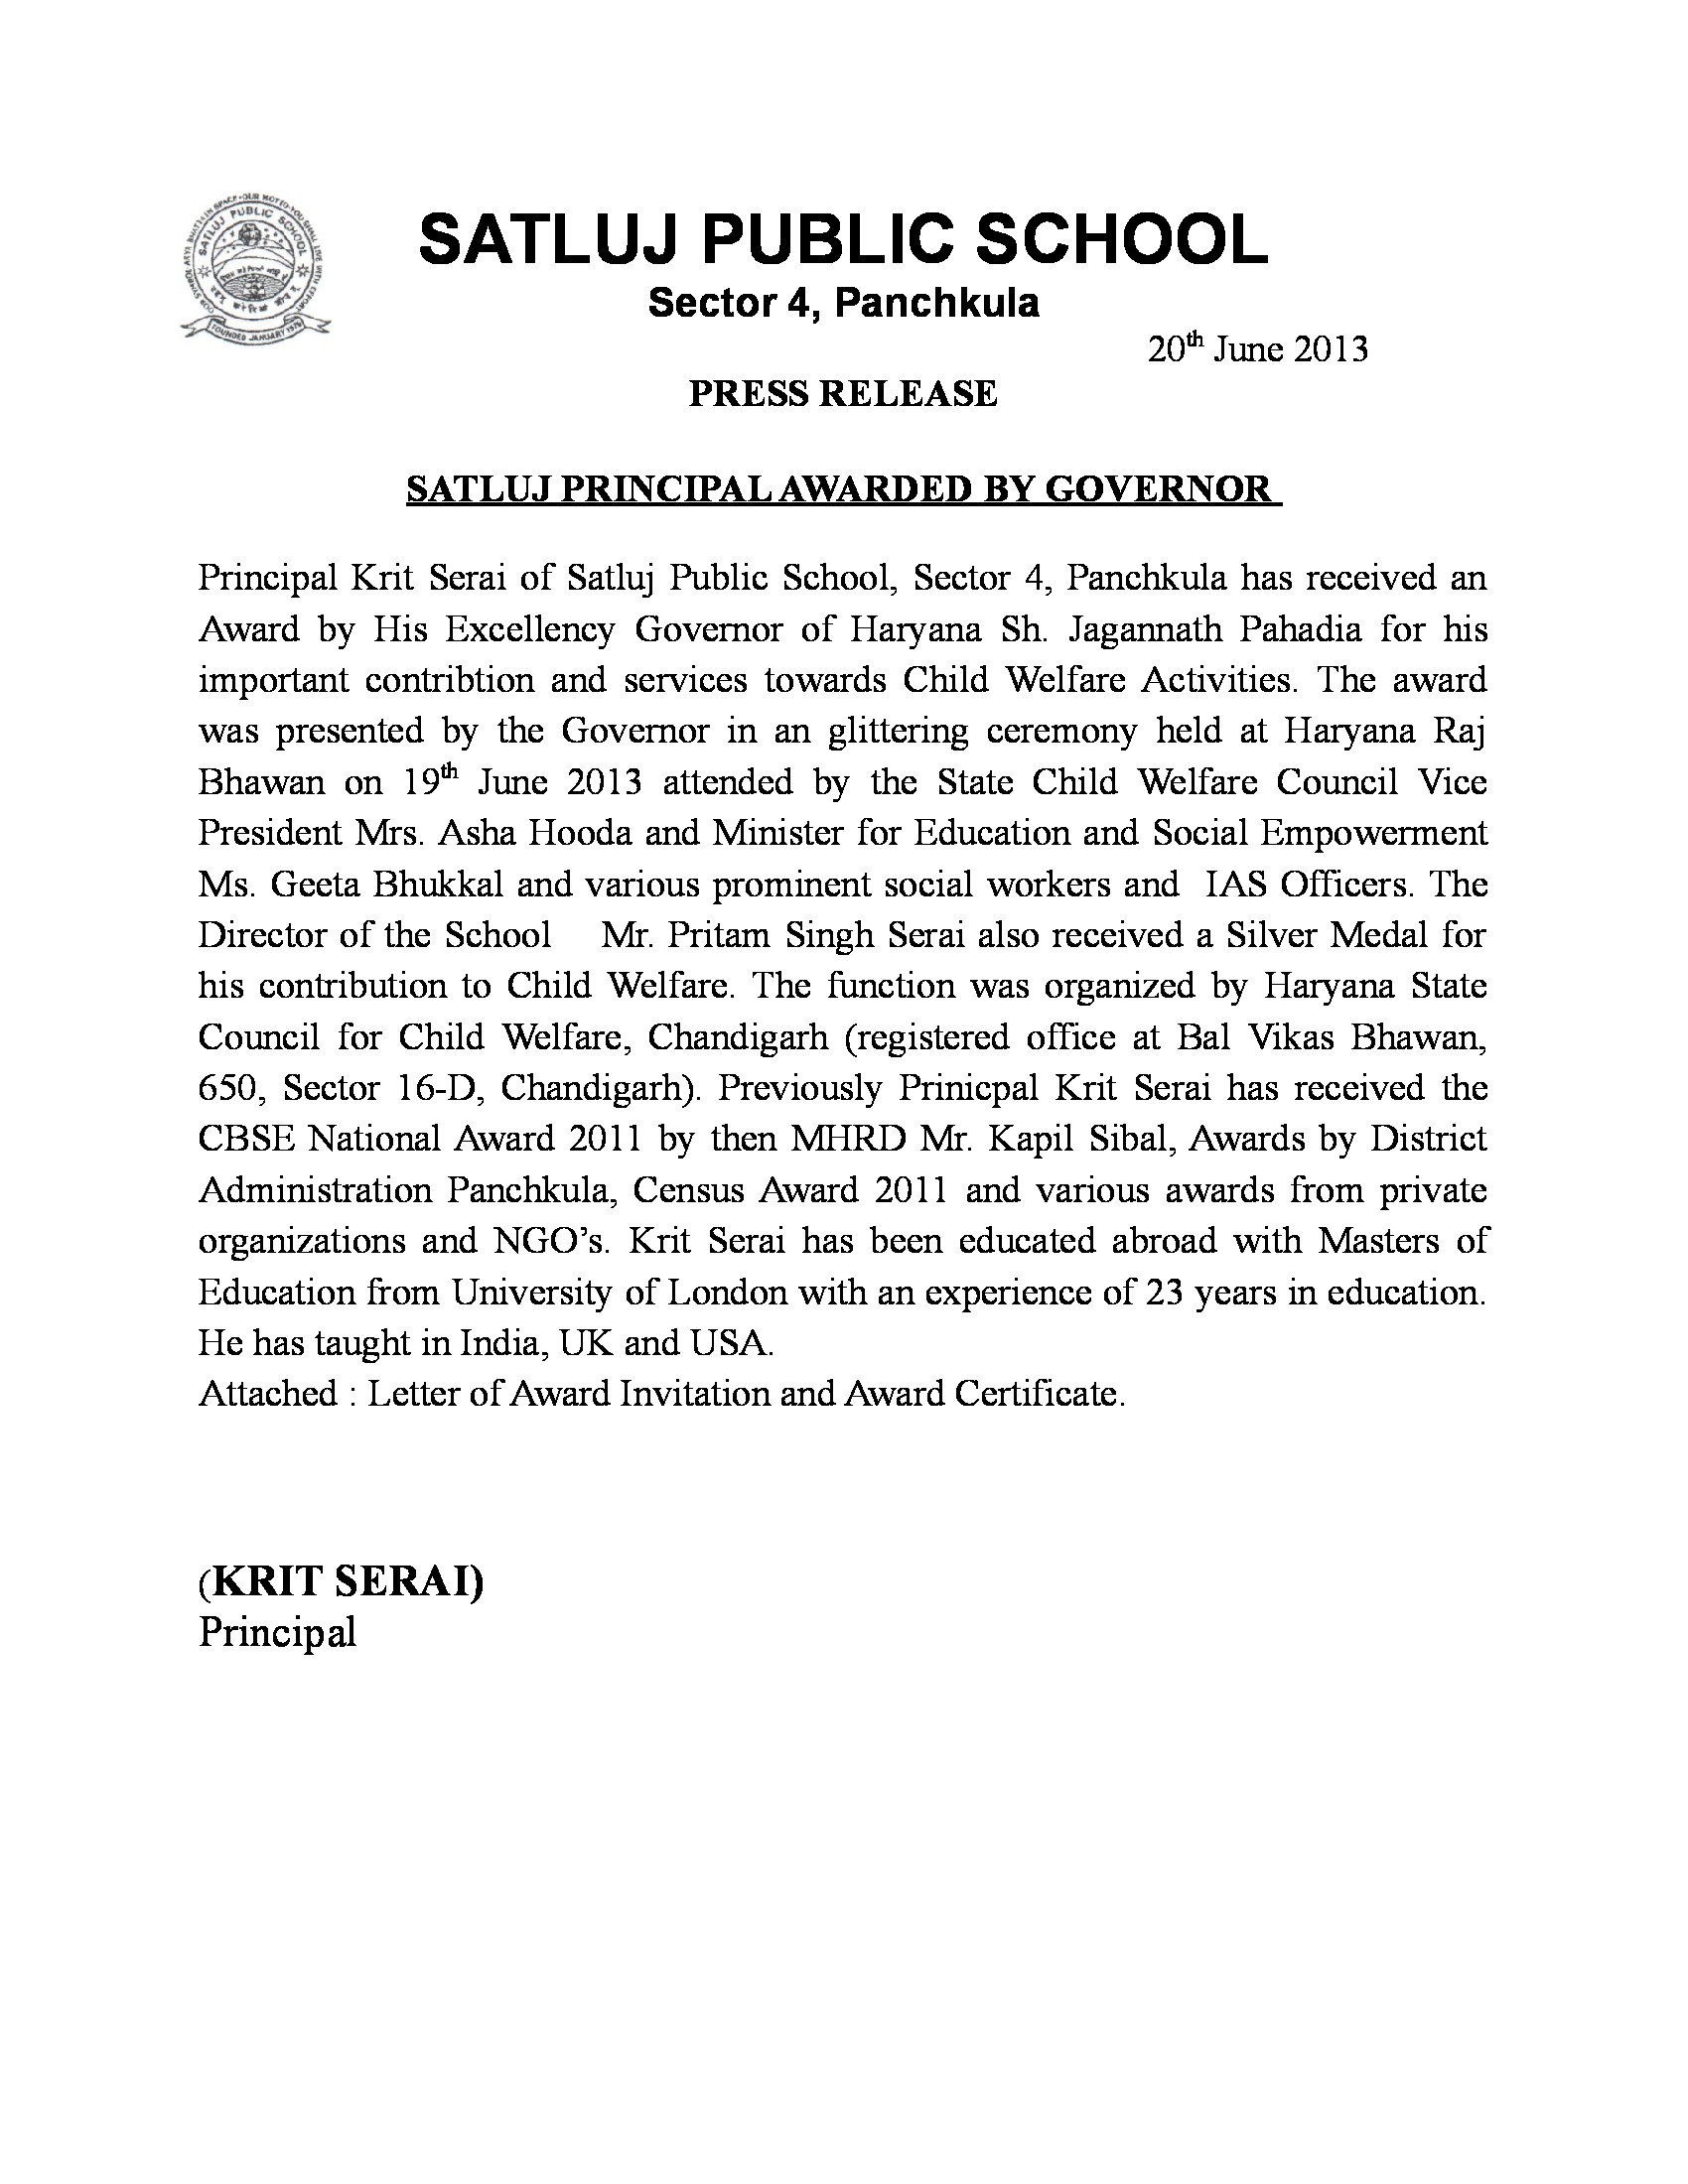 SATLUJ PUBLIC SCHOOL
FOUNDED JANUARY 1976
SATLUJ PUBLIC SCHOOL
Sector 4, Panchkula
20th June 2013
PRESS RELEASE
SATLUJ PRINCIPAL AWARDED BY GOVERNOR
Principal Krit Serai of Satluj Public School, Sector 4, Panchkula has received an
Award by His Excellency Governor of Haryana Sh. Jagannath Pahadia for his
important contribtion and services towards Child Welfare Activities. The award
was presented by the Governor in an glittering ceremony held at Haryana Raj
Bhawan on 19th June 2013 attended by the State Child Welfare Council Vice
President Mrs. Asha Hooda and Minister for Education and Social Empowerment
Ms. Geeta Bhukkal and various prominent social workers and IAS Officers. The
Director of the School Mr. Pritam Singh Serai also received a Silver Medal for
his contribution to Child Welfare. The function was organized by Haryana State
Council for Child Welfare, Chandigarh (registered office at Bal Vikas Bhawan,
650, Sector 16-D, Chandigarh). Previously Prinicpal Krit Serai has received the
CBSE National Award 2011 by then MHRD Mr. Kapil Sibal, Awards by District
Administration Panchkula, Census Award 2011 and various awards from private
organizations and NGO’s. Krit Serai has been educated abroad with Masters of
Education from University of London with an experience of 23 years in education.
He has taught in India, UK and USA.
Attached : Letter of Award Invitation and Award Certificate.
(KRIT SERAI)
Principal